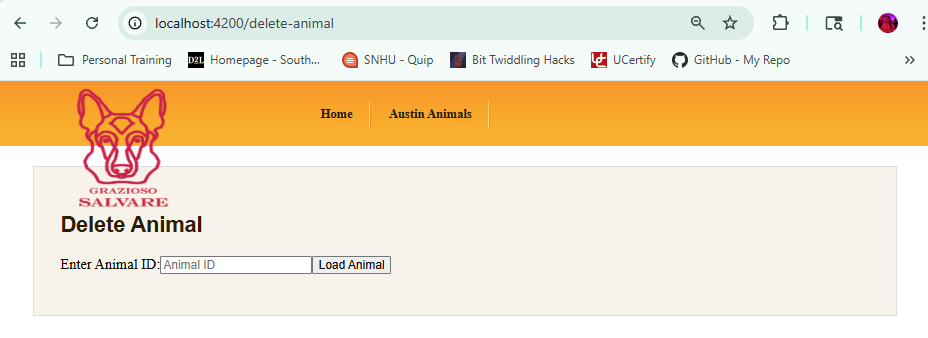 localhost:4200/delete-animal
Personal Training D2L Homepage - South... SNHU - Quip Bit Twiddling Hacks UC UCertify GitHub - My Repo
Home Austin Animals
GRAZIOSO
SALVARE
Delete Animal
Enter Animal ID: Animal ID Load Animal